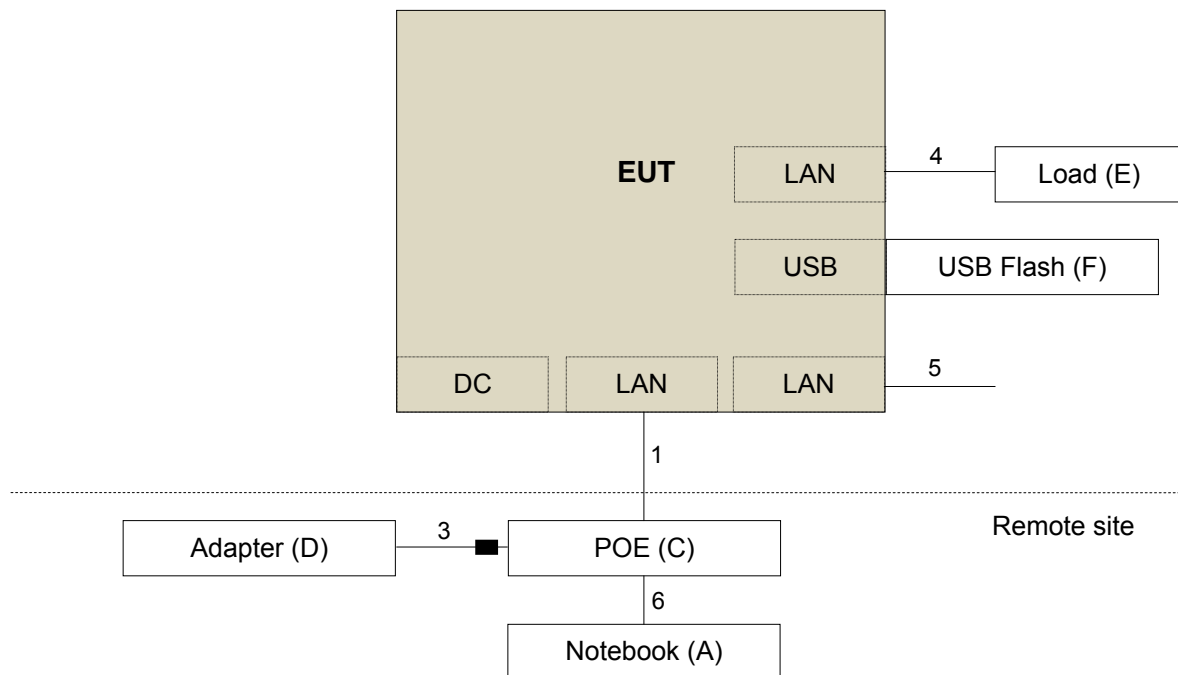 EUT
LAN
4
Load (E)
USB
USB Flash (F)
DC
LAN
LAN
5
1
Remote site
Adapter (D)
3
POE (C)
6
Notebook (A)